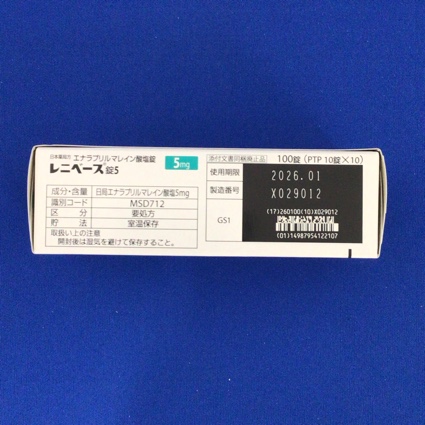 日本薬局方 エナラプリルマレイン酸塩錠
レニベース®錠5
5mg
成分・含量 日局エナラプリルマレイン酸塩5mg
識別コード MSD712
区分 要処方
貯法 室温保存
取扱い上の注意
開封後は湿気を避けて保存すること。
添付文書同梱廃止品 100錠 (PTP 10錠×10)
使用期限 2026.01
製造番号 X029012
GS1
(17)260100(10)X029012
(01)14987954122107